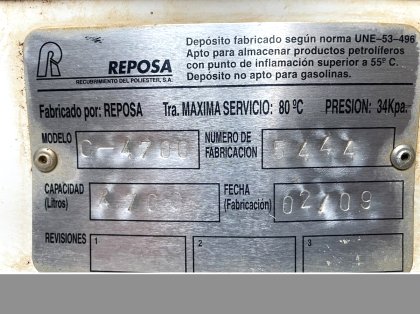 R
REPOSA
RECUBRIMIENTO DEL POLIESTER, S.A.
Depósito fabricado según norma UNE-53-496
Apto para almacenar productos petrolíferos
con punto de inflamación superior a 55º C.
Depósito no apto para gasolinas.
Fabricado por: REPOSA Tra. MAXIMA SERVICIO: 80 ºC PRESION: 34Kpa.
MODELO
NUMERO DE
FABRICACION 5444
CAPACIDAD
(Litros)
FECHA
(Fabricación) 02/09
REVISIONES 1 2 3